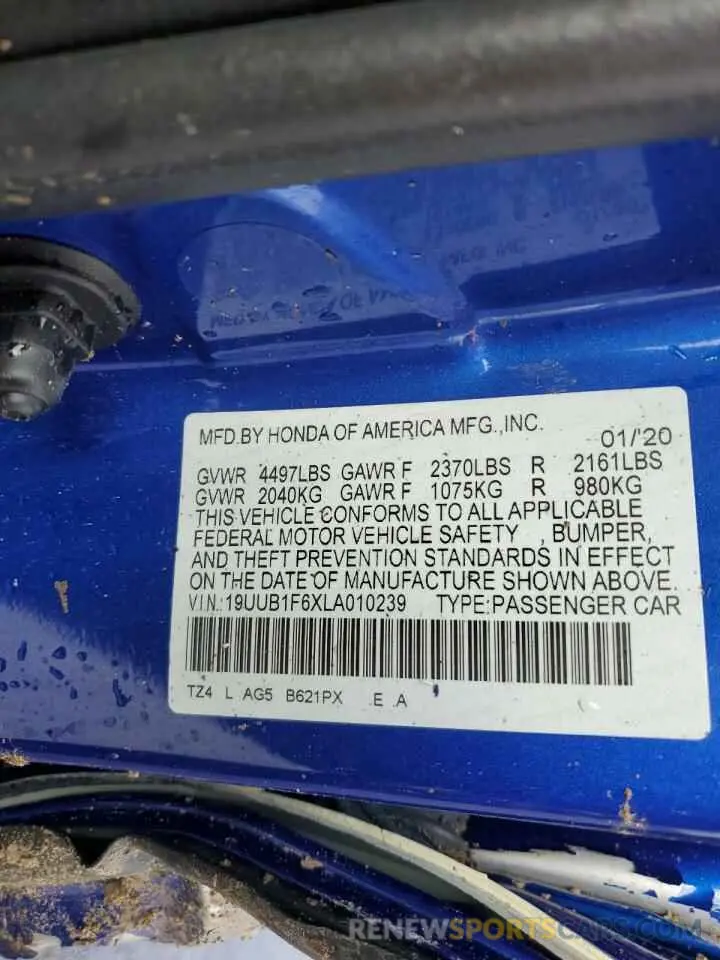 MFD.BY HONDA OF AMERICA MFG.,INC. 01/'20
GVWR 4497LBS GAWR F 2370LBS R 2161LBS
GVWR 2040KG GAWR F 1075KG R 980KG
THIS VEHICLE CONFORMS TO ALL APPLICABLE
FEDERAL MOTOR VEHICLE SAFETY , BUMPER,
AND THEFT PREVENTION STANDARDS IN EFFECT
ON THE DATE OF MANUFACTURE SHOWN ABOVE.
V.I.N.: 19UUB1F6XLA010239 TYPE:PASSENGER CAR
TZ4 L AG5 B621PX E A
RENEWSPORTSCARS.COM